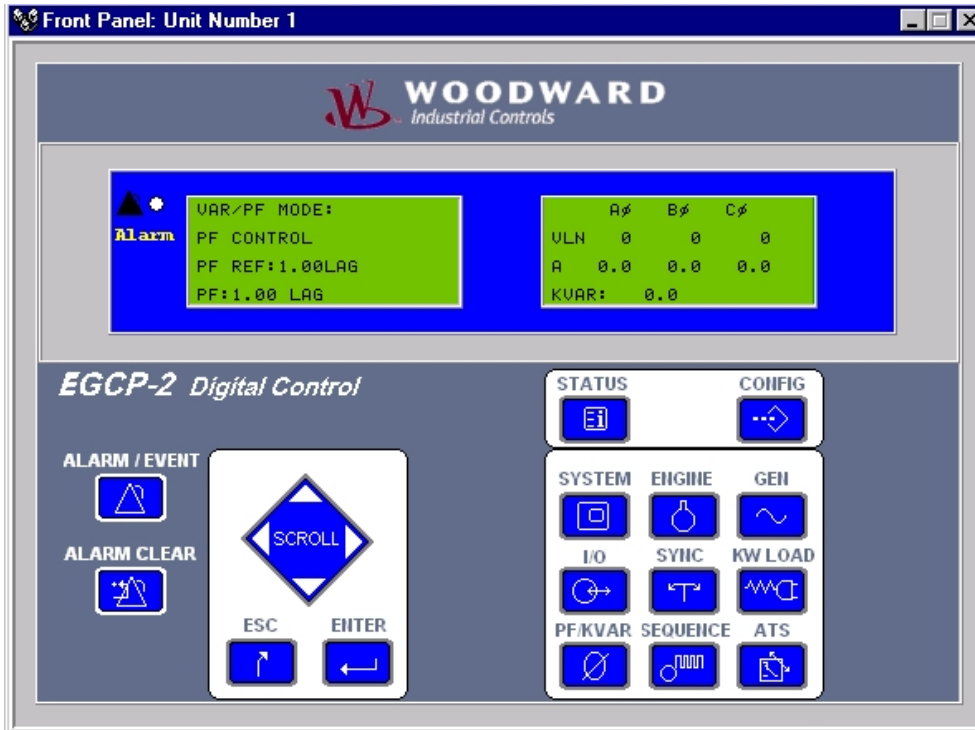 Front Panel: Unit Number 1
WOODWARD
Industrial Controls
Alarm
VAR/PF MODE:
PF CONTROL
PF REF:1.00LAG
PF:1.00 LAG
AØ BØ CØ
VLN 0 0 0
A 0.0 0.0 0.0
KVAR: 0.0
EGCP-2 Digital Control
STATUS CONFIG
ALARM / EVENT
ALARM CLEAR
SCROLL
ESC ENTER
SYSTEM ENGINE GEN
I/O SYNC KW LOAD
PF/KVAR SEQUENCE ATS